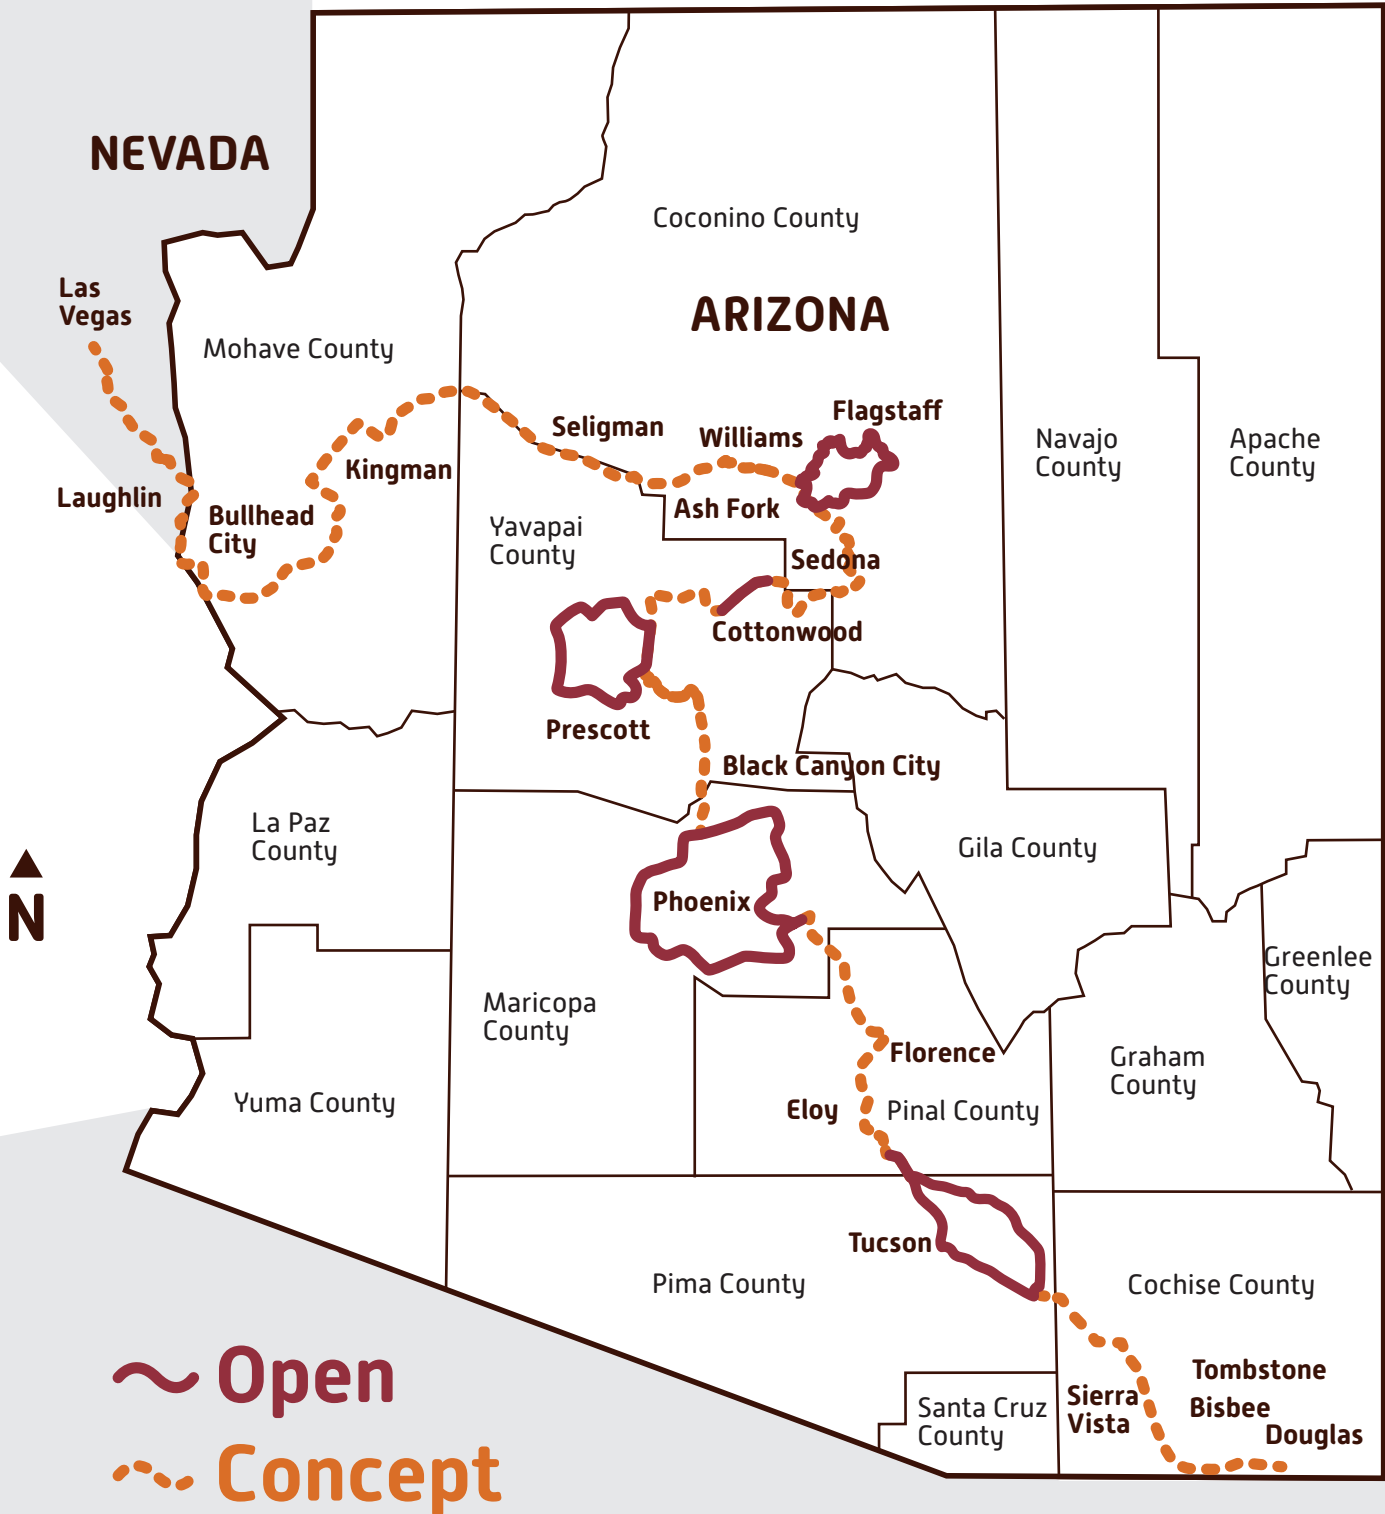 NEVADA
Coconino County
Las
Vegas
ARIZONA
Mohave County
Flagstaff
Seligman
Williams
Navajo
County
Apache
County
Kingman
Laughlin
Bullhead
City
Ash Fork
Yavapai
County
Sedona
Cottonwood
Prescott
Black Canyon City
La Paz
County
Gila County
N
Phoenix
Greenlee
County
Maricopa
County
Florence
Graham
County
Yuma County
Eloy
Pinal County
Tucson
Pima County
Cochise County
Open
Tombstone
Sierra
Vista
Bisbee
Santa Cruz
County
Douglas
Concept